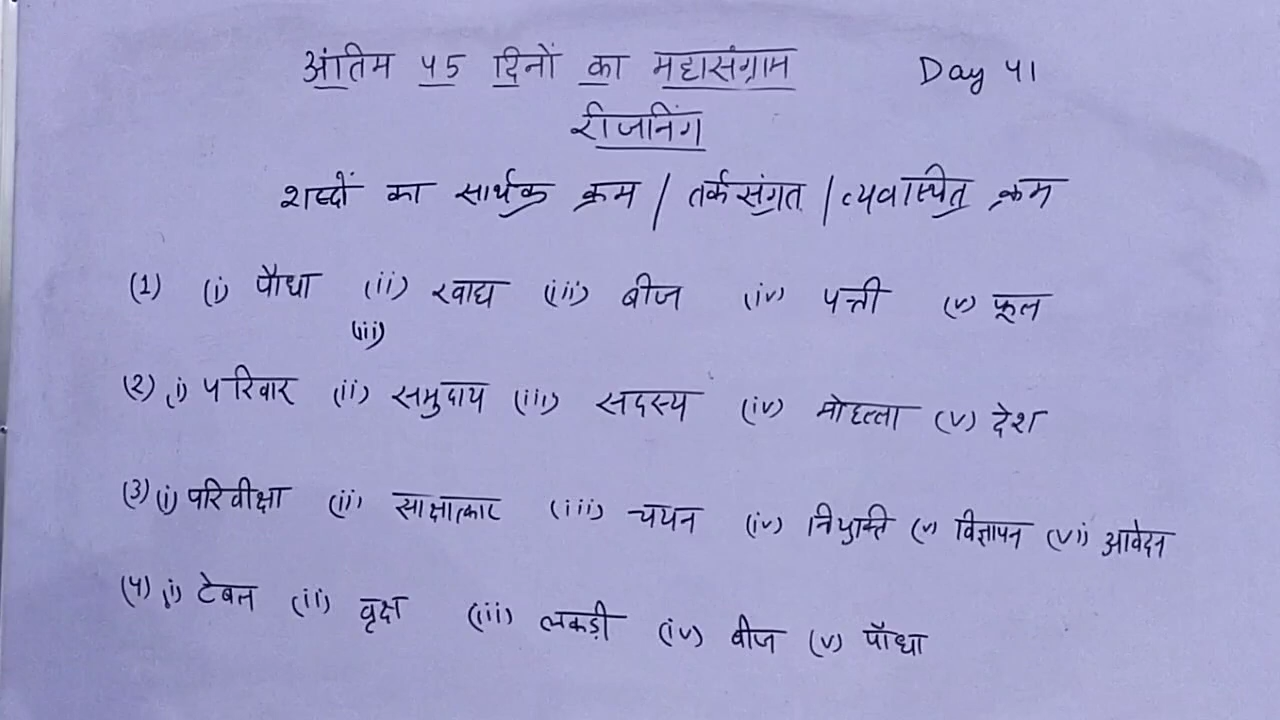 अंतिम 45 दिनों का महासंग्राम Day 41
रीजनिंग
शब्दों का सार्थक क्रम / तर्कसंगत / व्यवास्थित क्रम
(1) (i) पौधा (ii) खाद्य (iii) बीज (iv) पत्ती (v) फूल
(ii)
(2) (i) परिवार (ii) समुदाय (iii) सदस्य (iv) मोहल्ला (v) देश
(3) (i) परिवीक्षा (ii) साक्षात्कार (iii) चयन (iv) नियुक्ति (v) विज्ञापन (vi) आवेदन
(4) (i) टेबल (ii) वृक्ष (iii) लकड़ी (iv) बीज (v) पौधा